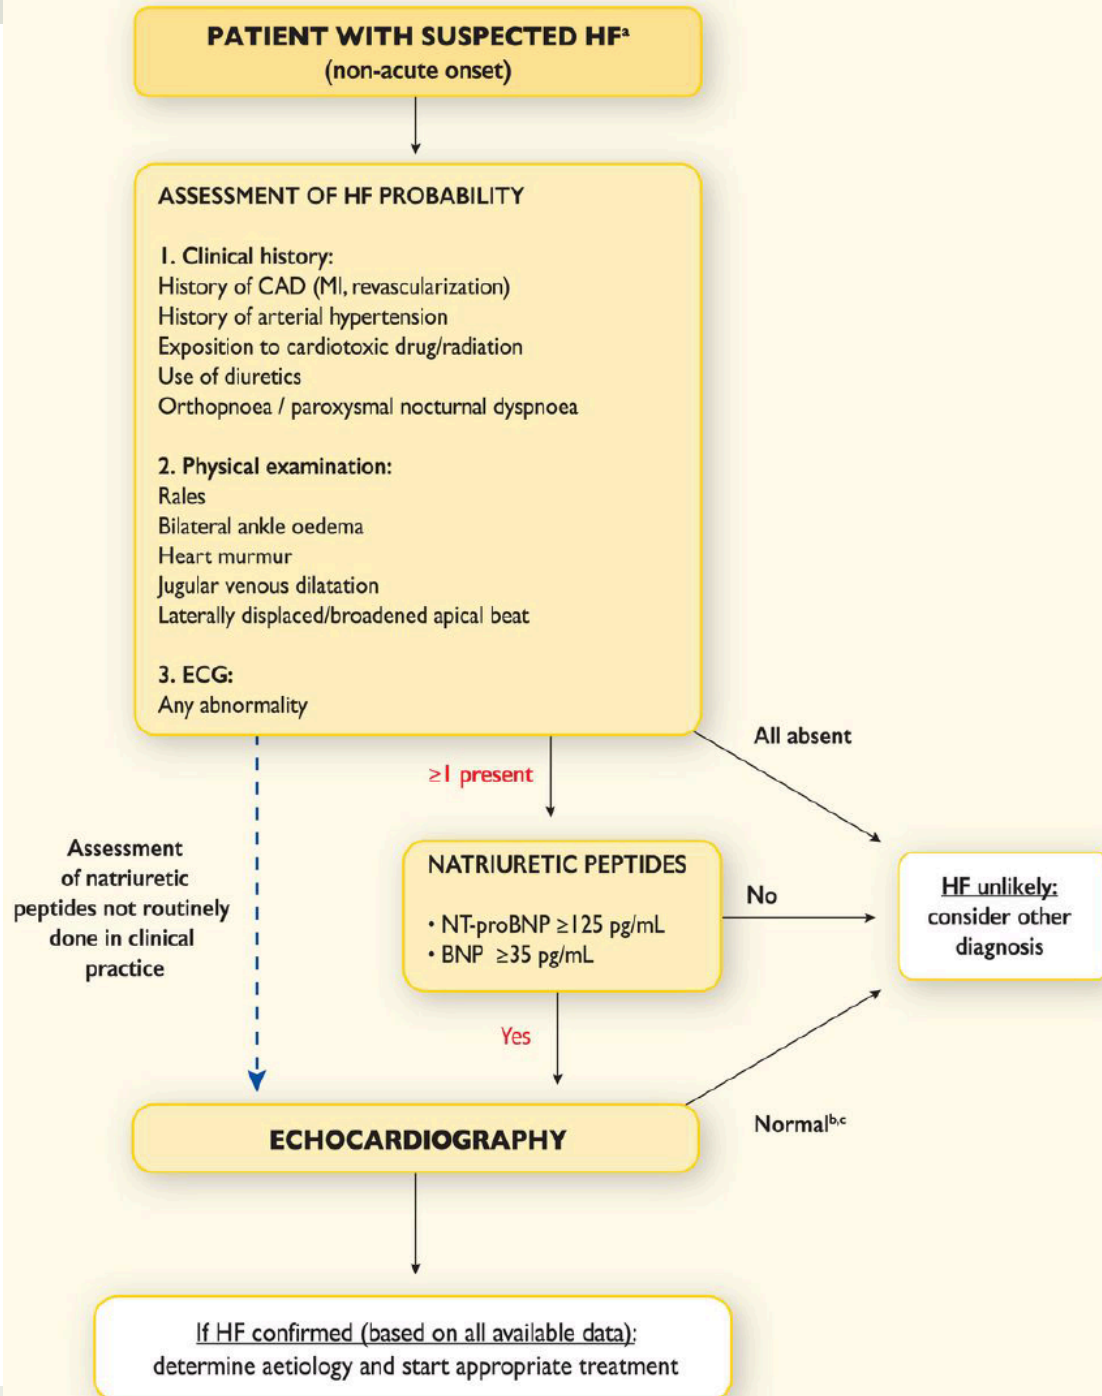 PATIENT WITH SUSPECTED HFᵃ
(non-acute onset)
ASSESSMENT OF HF PROBABILITY
1. Clinical history:
History of CAD (MI, revascularization)
History of arterial hypertension
Exposition to cardiotoxic drug/radiation
Use of diuretics
Orthopnoea / paroxysmal nocturnal dyspnoea
2. Physical examination:
Rales
Bilateral ankle oedema
Heart murmur
Jugular venous dilatation
Laterally displaced/broadened apical beat
3. ECG:
Any abnormality
All absent
≥1 present
Assessment
of natriuretic
peptides not routinely
done in clinical
practice
NATRIURETIC PEPTIDES
• NT-proBNP ≥125 pg/mL
• BNP ≥35 pg/mL
No
HF unlikely:
consider other
diagnosis
Yes
Normalᵇ,ᶜ
ECHOCARDIOGRAPHY
If HF confirmed (based on all available data):
determine aetiology and start appropriate treatment